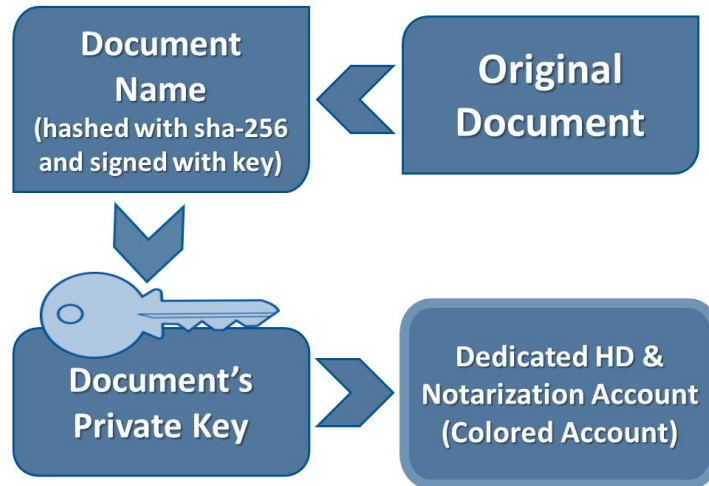 Document
Name
(hashed with sha-256
and signed with key)
Original
Document
Document's
Private Key
Dedicated HD &
Notarization Account
(Colored Account)